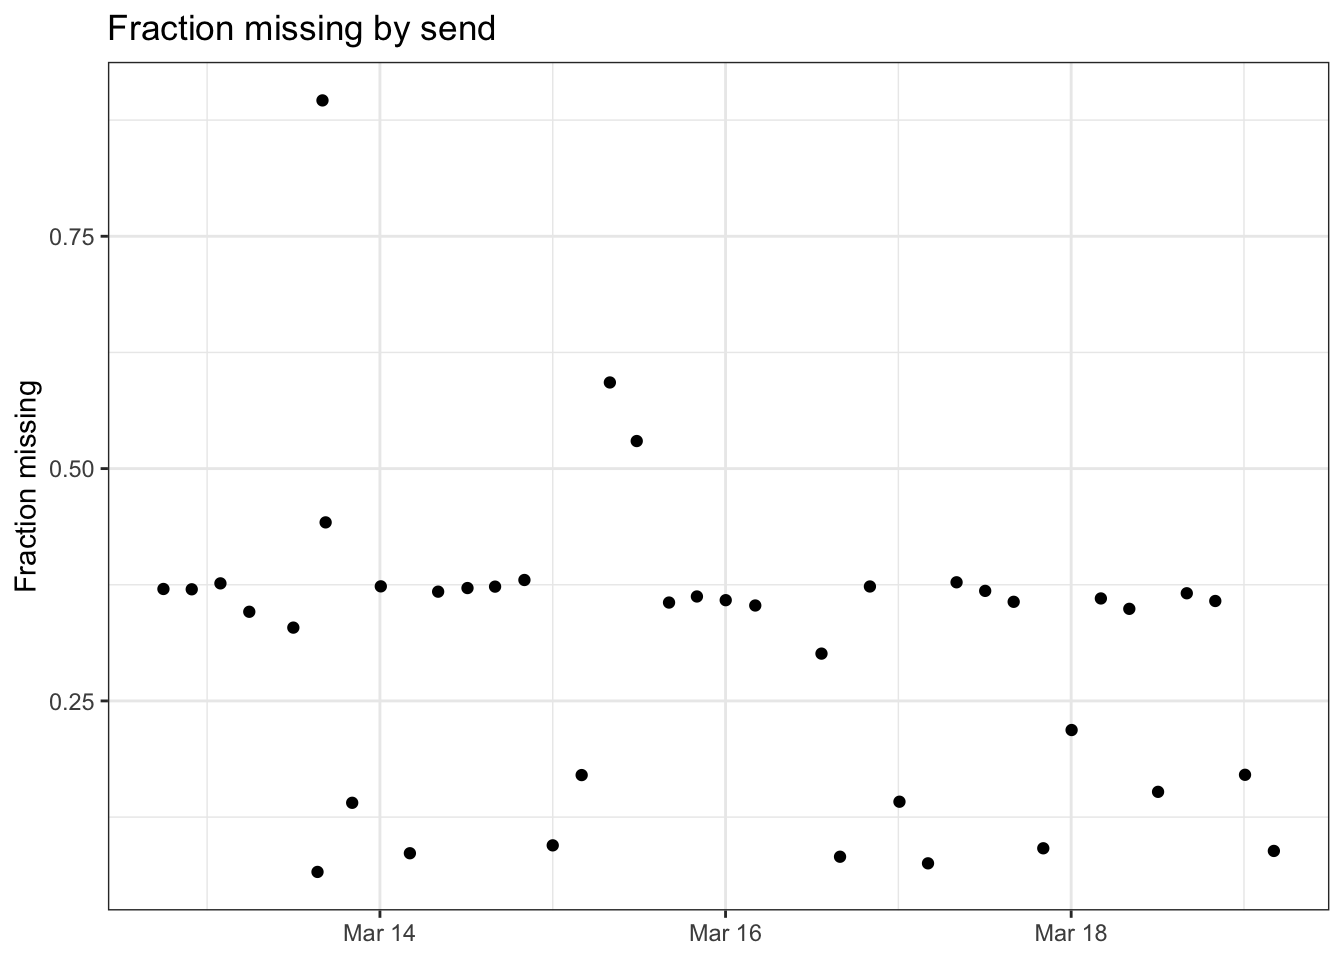 Fraction missing by send
Fraction missing
0.75
0.50
0.25
Mar 14
Mar 16
Mar 18